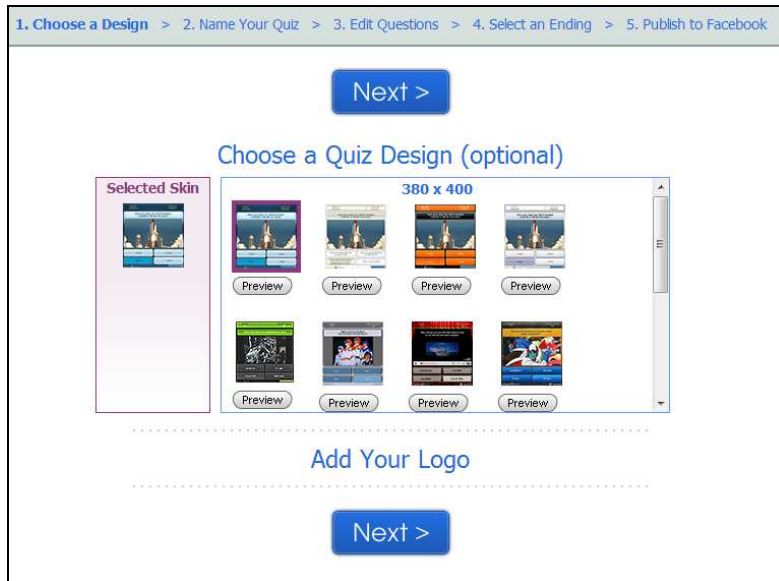 1. Choose a Design > 2. Name Your Quiz > 3. Edit Questions > 4. Select an Ending > 5. Publish to Facebook
Next >
Choose a Quiz Design (optional)
Selected Skin
380 x 400
Preview Preview Preview Preview
Preview Preview Preview Preview
Add Your Logo
Next >